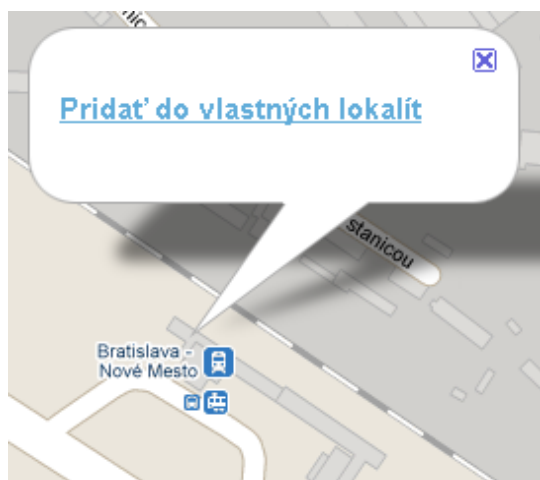 Pridať do vlastných lokalít
stanicou
Bratislava -
Nové Mesto